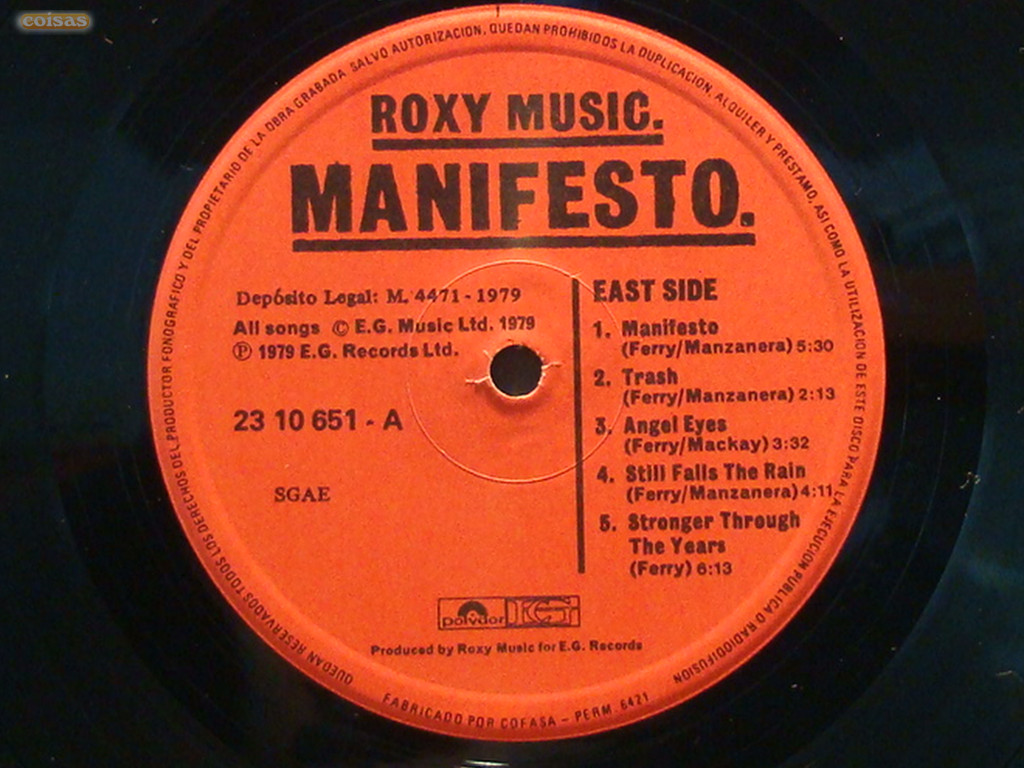 coisas
QUEDAN RESERVADOS TODOS LOS DERECHOS DEL PRODUCTOR FONOGRAFICO Y DEL PROPIETARIO DE LA OBRA GRABADA SALVO AUTORIZACION, QUEDAN PROHIBIDOS LA DUPLICACION, ALQUILER Y PRESTAMO, ASI COMO LA UTILIZACION DE ESTE DISCO PARA LA EJECUCION PUBLICA O RADIODIFUSION
ROXY MUSIC.
MANIFESTO.
Depósito Legal: M. 4471 - 1979
All songs © E.G. Music Ltd. 1979
℗ 1979 E.G. Records Ltd.
23 10 651 - A
SGAE
EAST SIDE
1. Manifesto
(Ferry/Manzanera) 5:30
2. Trash
(Ferry/Manzanera) 2:13
3. Angel Eyes
(Ferry/Mackay) 3:32
4. Still Falls The Rain
(Ferry/Manzanera) 4:11
5. Stronger Through
The Years
(Ferry) 6:13
polydor EG
Produced by Roxy Music for E.G. Records
FABRICADO POR COFASA - PERM. 6421